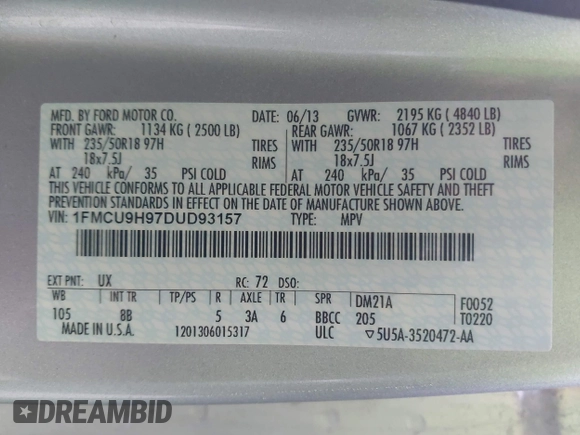 MFD. BY FORD MOTOR CO. DATE: 06/13 GVWR: 2195 KG ( 4840 LB)
FRONT GAWR: 1134 KG ( 2500 LB) REAR GAWR: 1067 KG ( 2352 LB)
WITH 235/50R18 97H TIRES WITH 235/50R18 97H TIRES
18x7.5J RIMS 18x7.5J RIMS
AT 240 kPa/ 35 PSI COLD AT 240 kPa/ 35 PSI COLD
THIS VEHICLE CONFORMS TO ALL APPLICABLE FEDERAL MOTOR VEHICLE SAFETY AND THEFT
PREVENTION STANDARDS IN EFFECT ON THE DATE OF MANUFACTURE SHOWN ABOVE.
VIN: 1FMCU9H97DUD93157 TYPE: MPV
EXT PNT: UX RC: 72 DSO:
WB INT TR TP/PS R AXLE TR SPR DM21A F0052
105 8B 5 3A 6 BBCC 205 T0220
MADE IN U.S.A. 1201306015317 ULC 5U5A-3520472-AA
DREAMBID